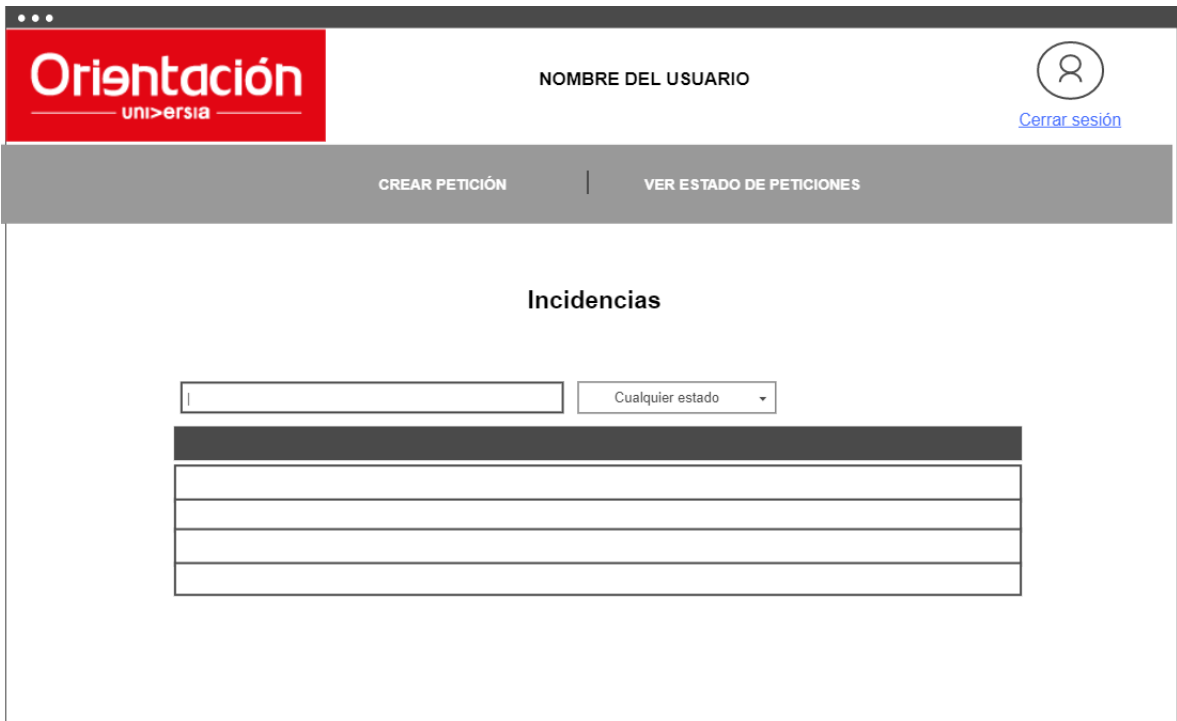 Orientación
uni>ersia
NOMBRE DEL USUARIO
Cerrar sesión
CREAR PETICIÓN | VER ESTADO DE PETICIONES
Incidencias
Cualquier estado